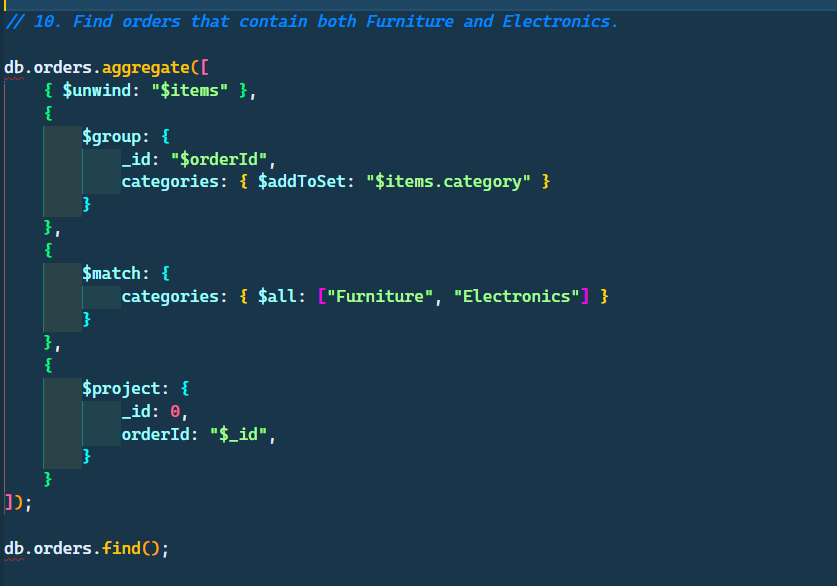 // 10. Find orders that contain both Furniture and Electronics.
db.orders.aggregate([
    { $unwind: "$items" },
    {
        $group: {
            _id: "$orderId",
            categories: { $addToSet: "$items.category" }
        }
    },
    {
        $match: {
            categories: { $all: ["Furniture", "Electronics"] }
        }
    },
    {
        $project: {
            _id: 0,
            orderId: "$_id",
        }
    }
]);
db.orders.find();